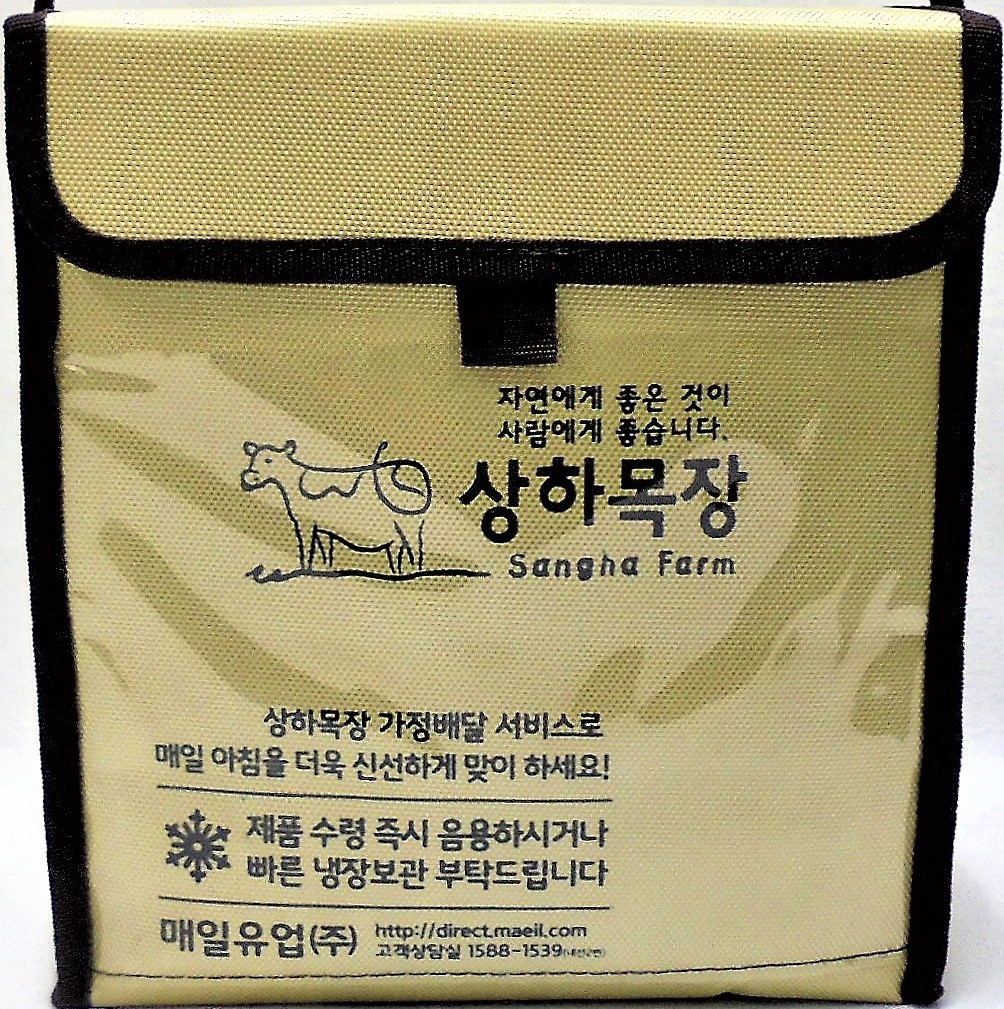 자연에게 좋은 것이
사람에게 좋습니다.
상하목장
Sangha Farm
상하목장 가정배달 서비스로
매일 아침을 더욱 신선하게 맞이 하세요!
제품 수령 즉시 음용하시거나
빠른 냉장보관 부탁드립니다
매일유업(주)
http://direct.maeil.com
고객상담실 1588-1539